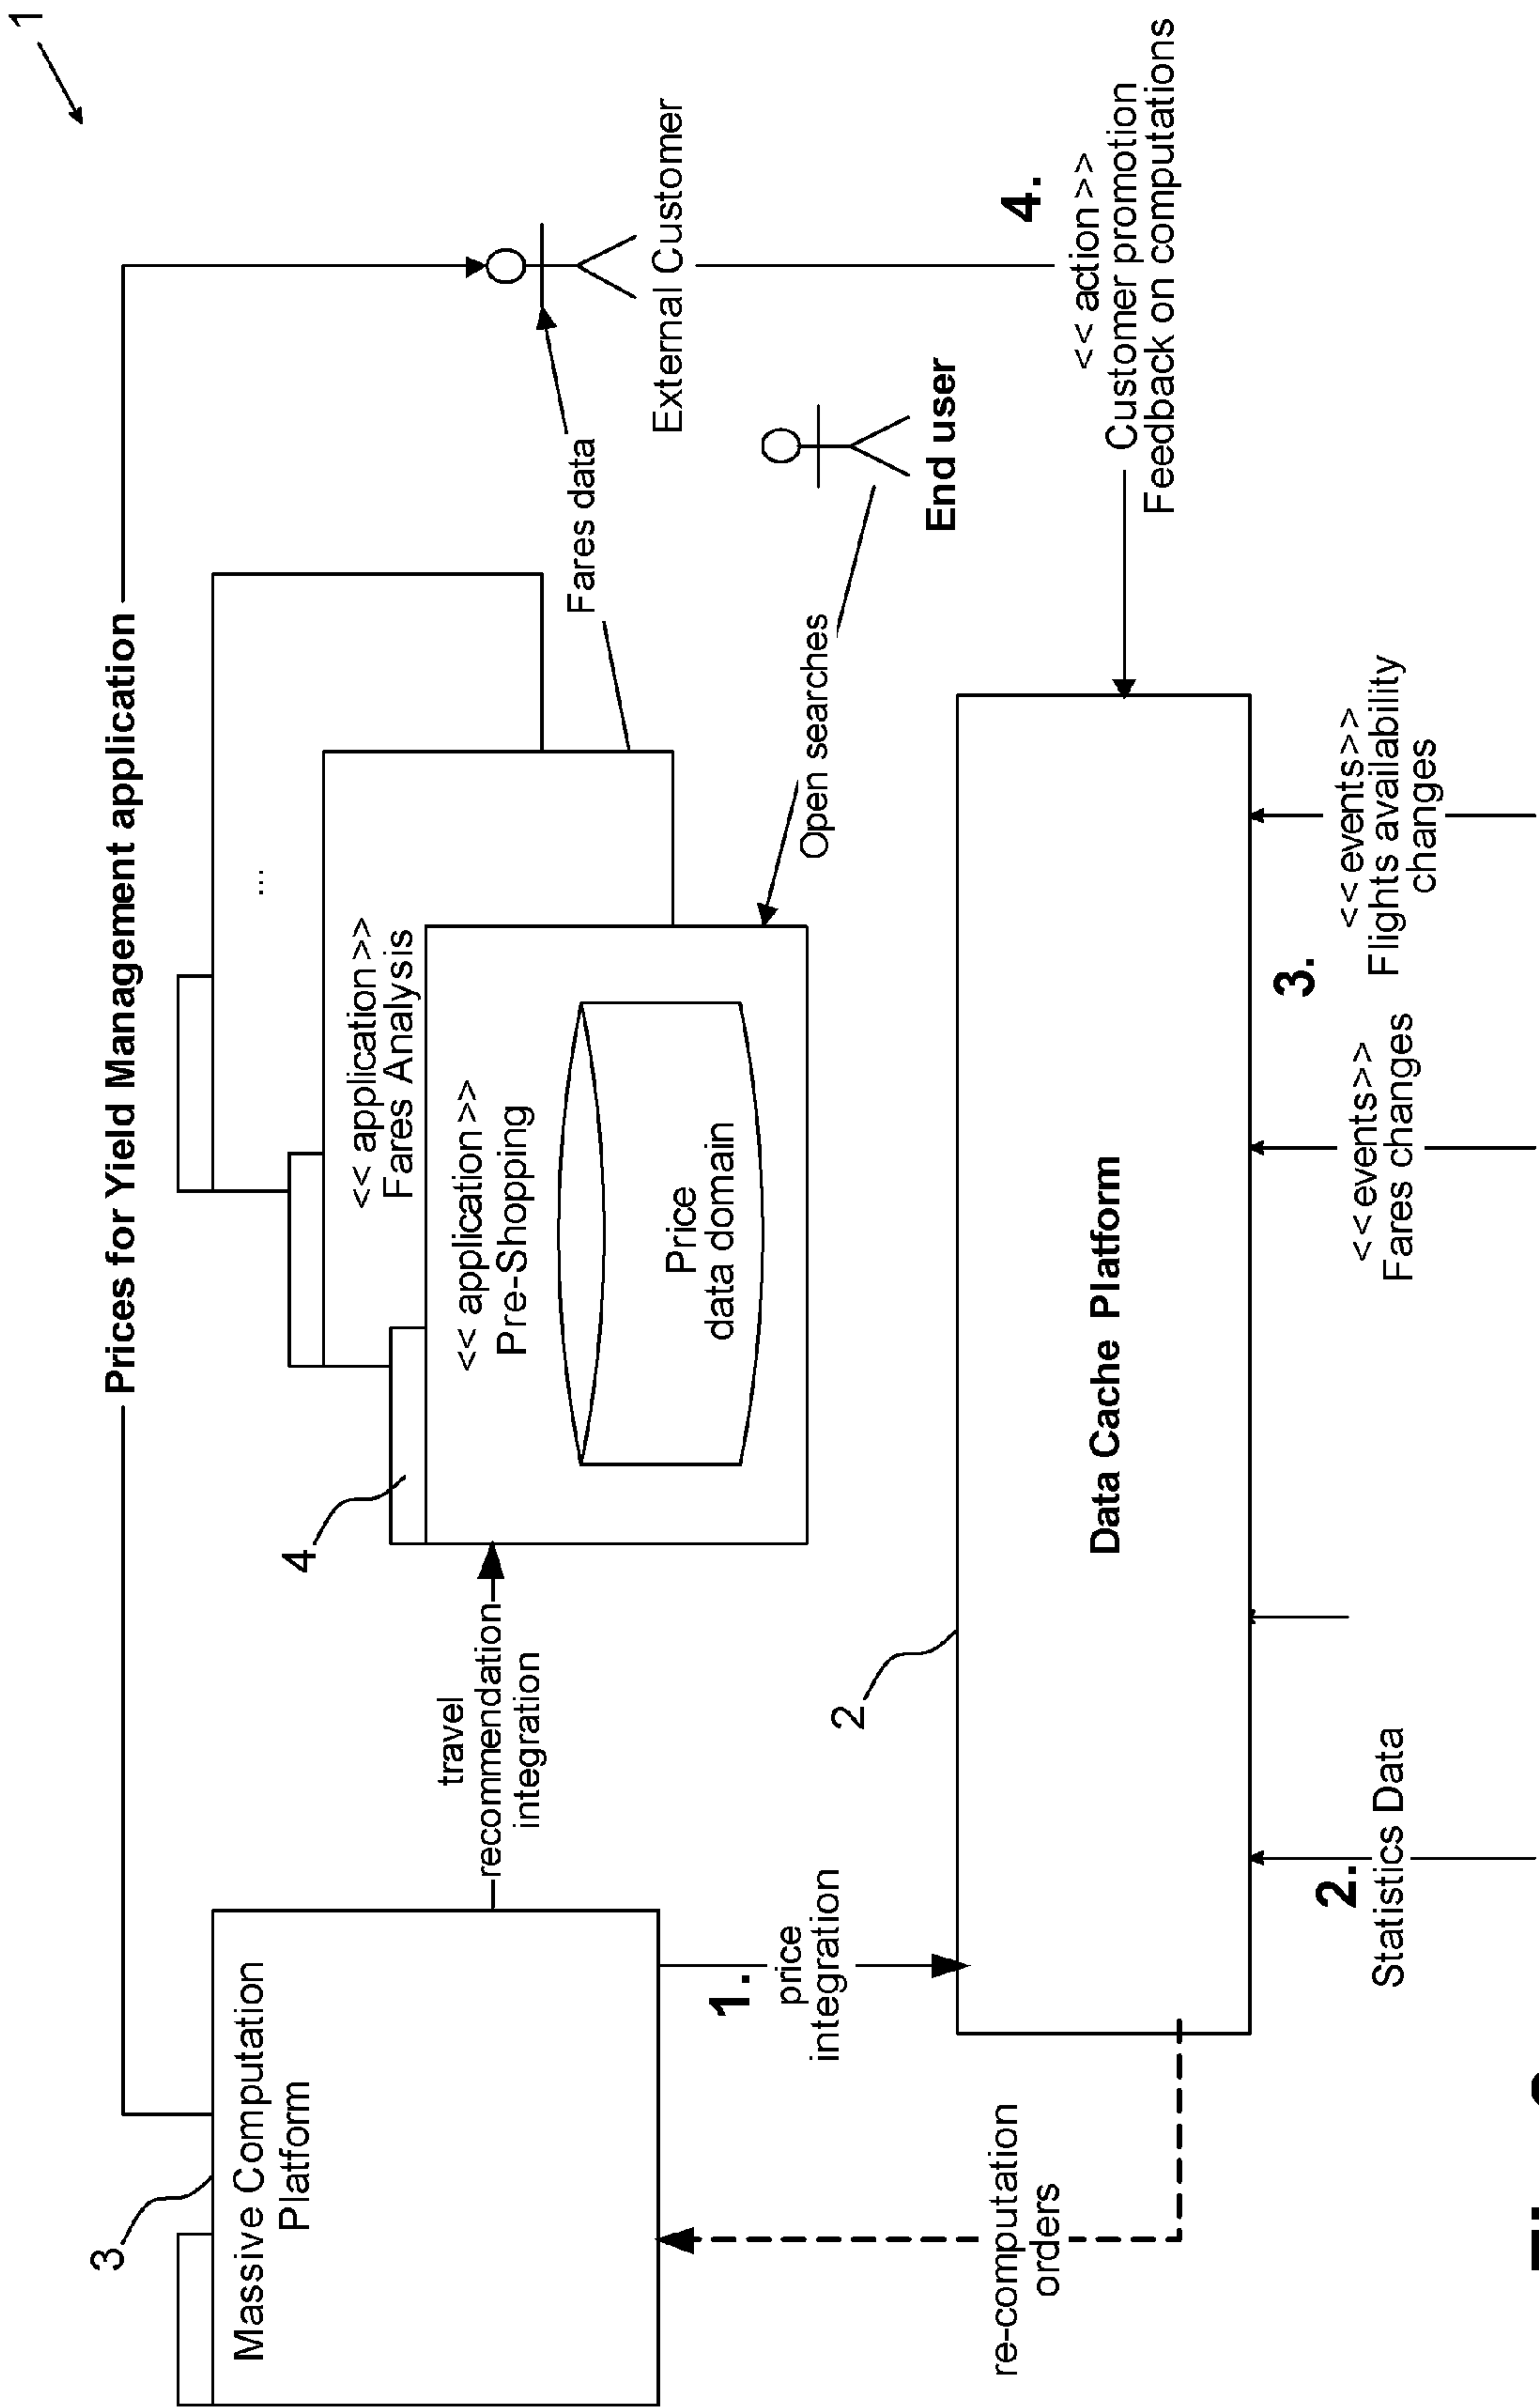 1
Prices for Yield Management application
3
Massive Computation
Platform
travel
recommendation
integration
4
...
<< application>>
Fares Analysis
<< application>>
Pre-Shopping
Price
data domain
Fares data
External Customer
Open searches
End user
1.
price
integration
re-computation
orders
2
Data Cache Platform
4.
<< action>>
Customer promotion
Feedback on computations
2.
Statistics Data
3.
<<events>>
Fares changes
<<events>>
Flights availability
changes